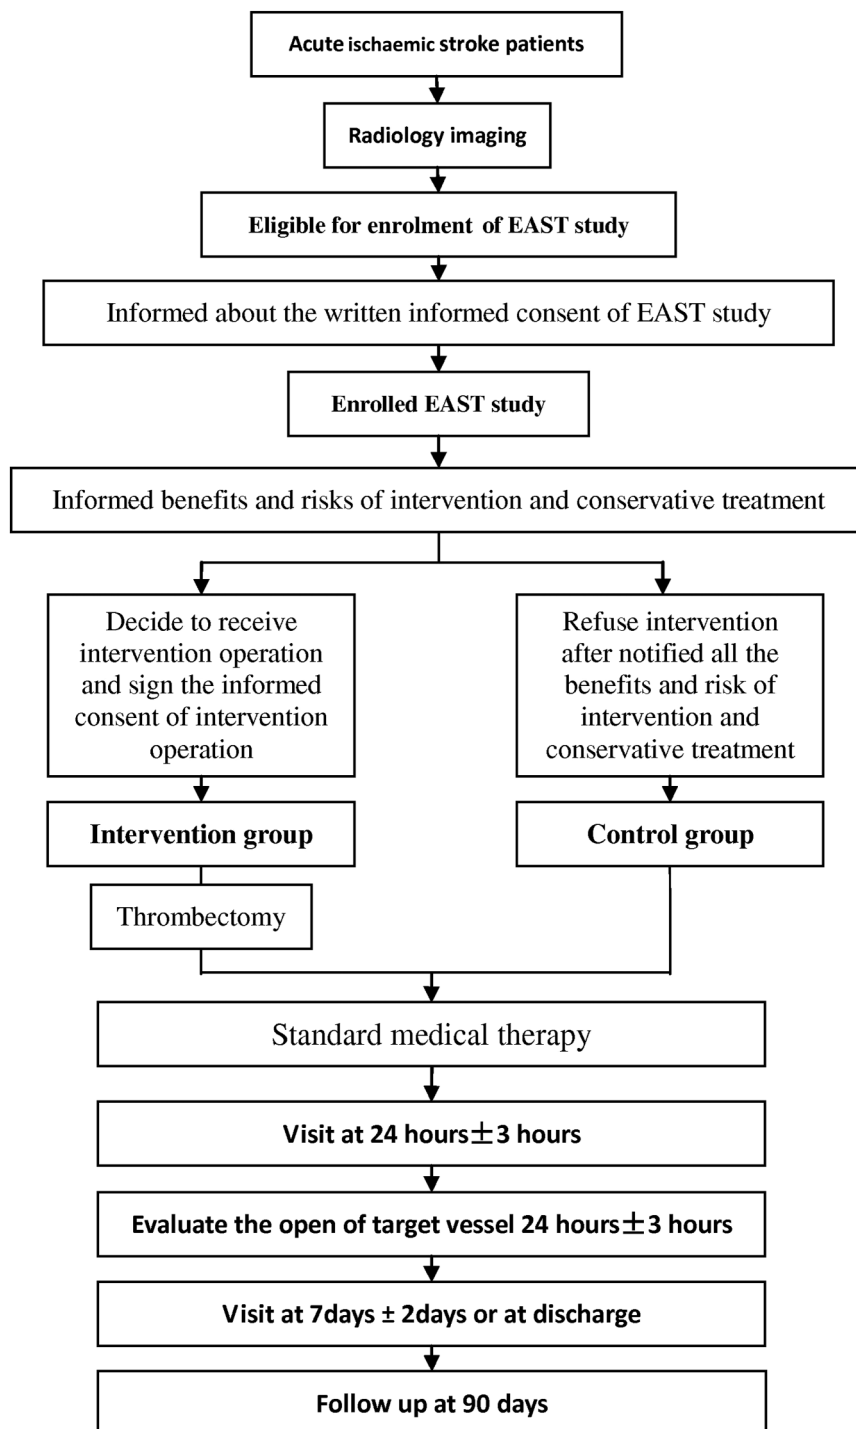 Acute ischaemic stroke patients
Radiology imaging
Eligible for enrolment of EAST study
Informed about the written informed consent of EAST study
Enrolled EAST study
Informed benefits and risks of intervention and conservative treatment
Decide to receive
intervention operation
and sign the informed
consent of intervention
operation
Refuse intervention
after notified all the
benefits and risk of
intervention and
conservative treatment
Intervention group
Control group
Thrombectomy
Standard medical therapy
Visit at 24 hours±3 hours
Evaluate the open of target vessel 24 hours±3 hours
Visit at 7days ± 2days or at discharge
Follow up at 90 days